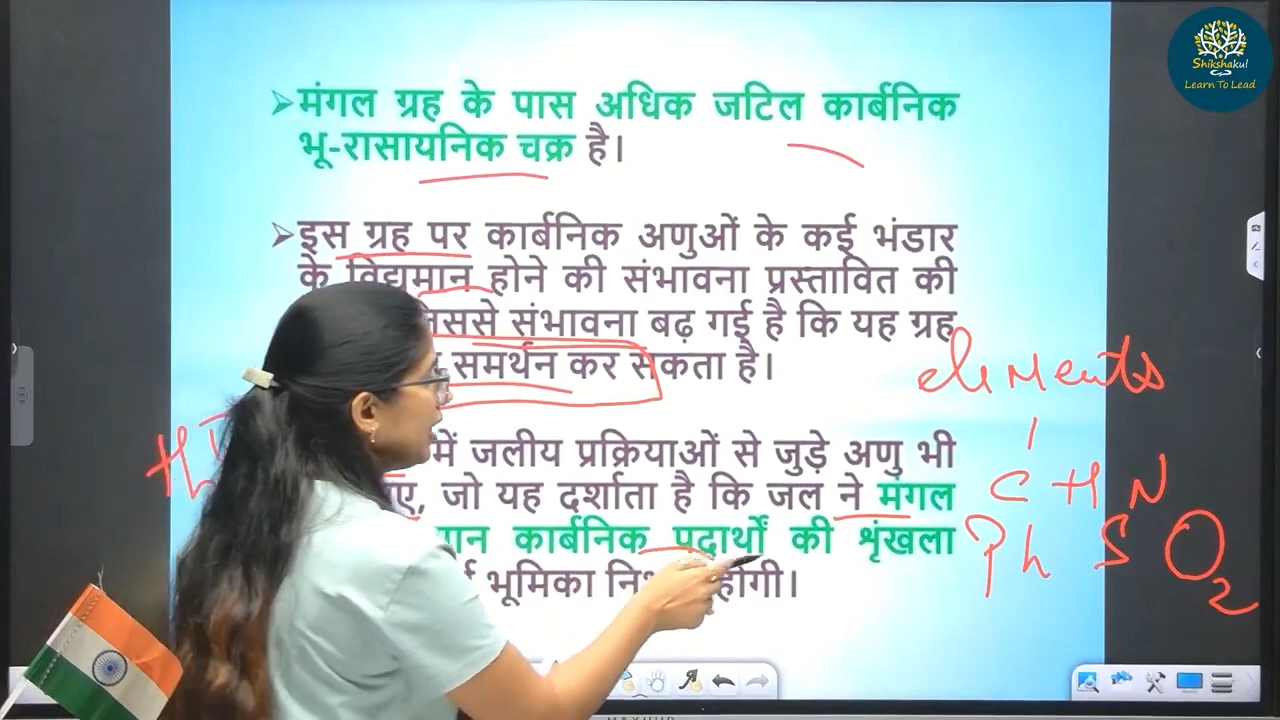 Shikshakul
Learn To Lead
➢मंगल ग्रह के पास अधिक जटिल कार्बनिक
भू-रासायनिक चक्र है।
➢इस ग्रह पर कार्बनिक अणुओं के कई भंडार
के विद्यमान होने की संभावना प्रस्तावित की
जिससे संभावना बढ़ गई है कि यह ग्रह
समर्थन कर सकता है।
में जलीय प्रक्रियाओं से जुड़े अणु भी
जो यह दर्शाता है कि जल ने मंगल
कार्बनिक पदार्थों की शृंखला
भूमिका होगी।
elements
C H N
Ph S O2